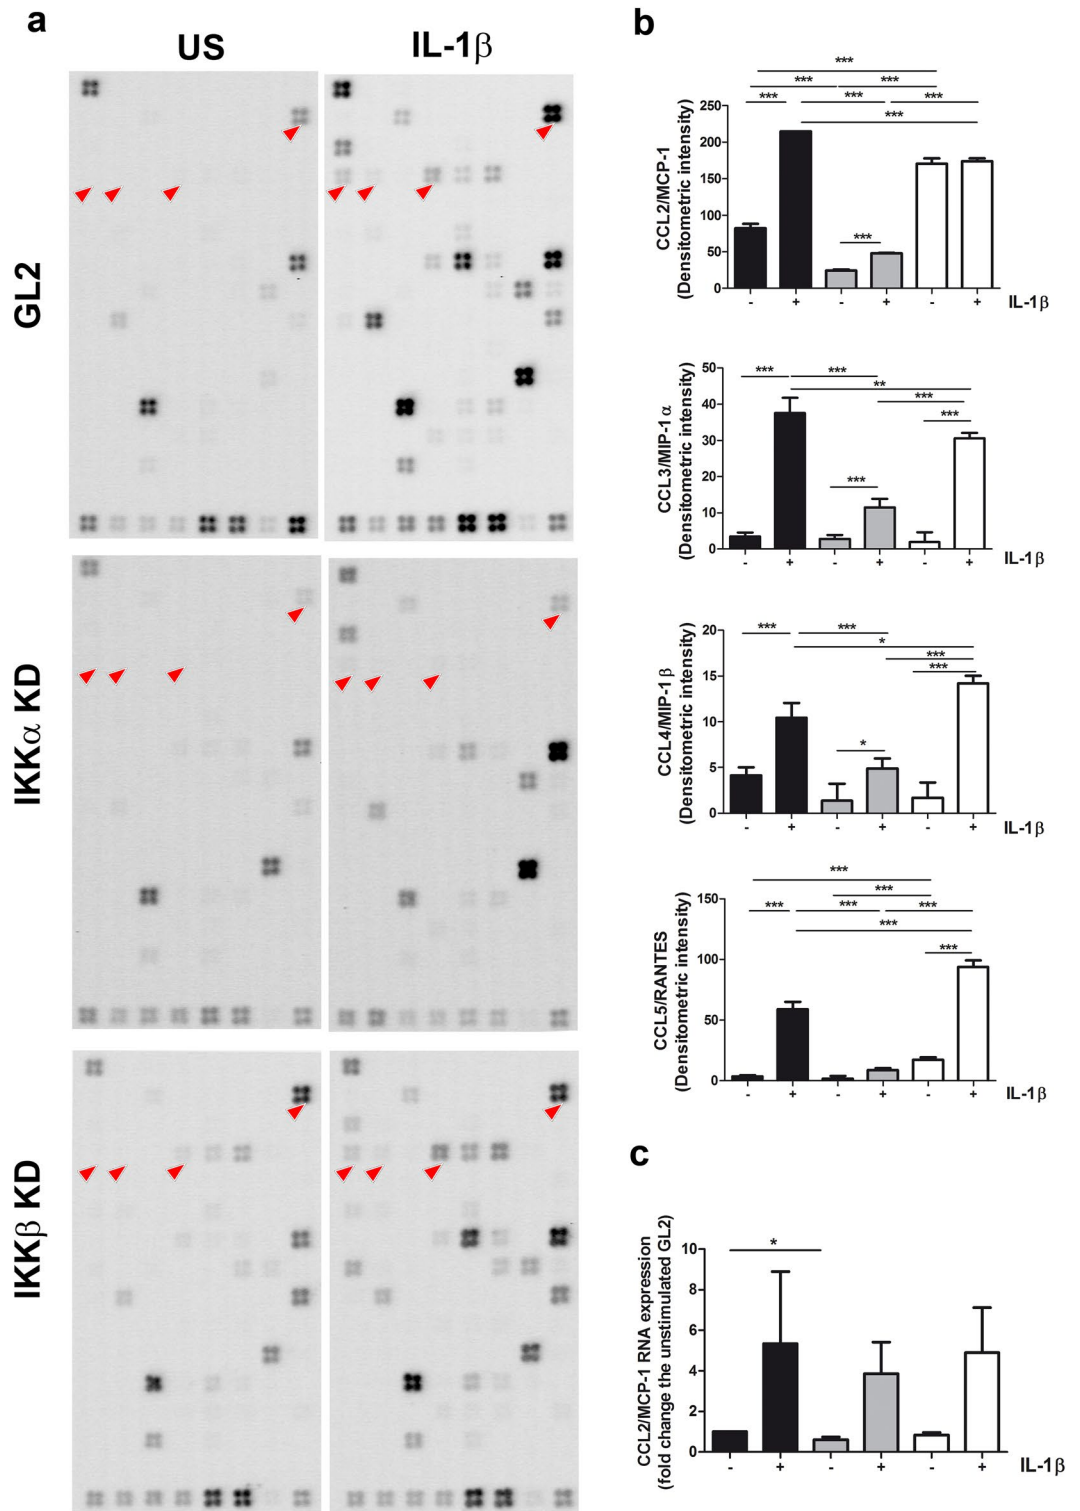 a
US
IL-1β
GL2
IKKα KD
IKKβ KD
b
***
*** ***
*** *** ***
***
***
CCL2/MCP-1
(Densitometric intensity)
250
200
150
100
50
0
- + - + - + IL-1β
*** ***
**
***
***
***
CCL3/MIP-1α
(Densitometric intensity)
50
40
30
20
10
0
- + - + - + IL-1β
*** ***
*
***
***
*
CCL4/MIP-1β
(Densitometric intensity)
20
15
10
5
0
- + - + - + IL-1β
***
***
*** *** ***
***
***
CCL5/RANTES
(Densitometric intensity)
150
100
50
0
- + - + - + IL-1β
c
*
CCL2/MCP-1 RNA expression
(fold change the unstimulated GL2)
10
8
6
4
2
0
- + - + - + IL-1β